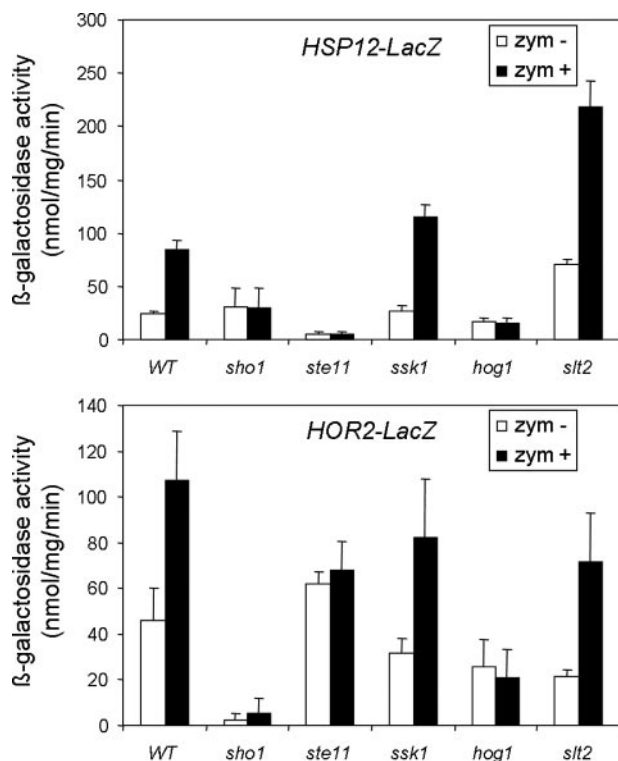 HSP12-LacZ
zym -
zym +
ß-galactosidase activity
(nmol/mg/min)
300
250
200
150
100
50
0
WT sho1 ste11 ssk1 hog1 slt2
HOR2-LacZ
zym -
zym +
ß-galactosidase activity
(nmol/mg/min)
140
120
100
80
60
40
20
0
WT sho1 ste11 ssk1 hog1 slt2